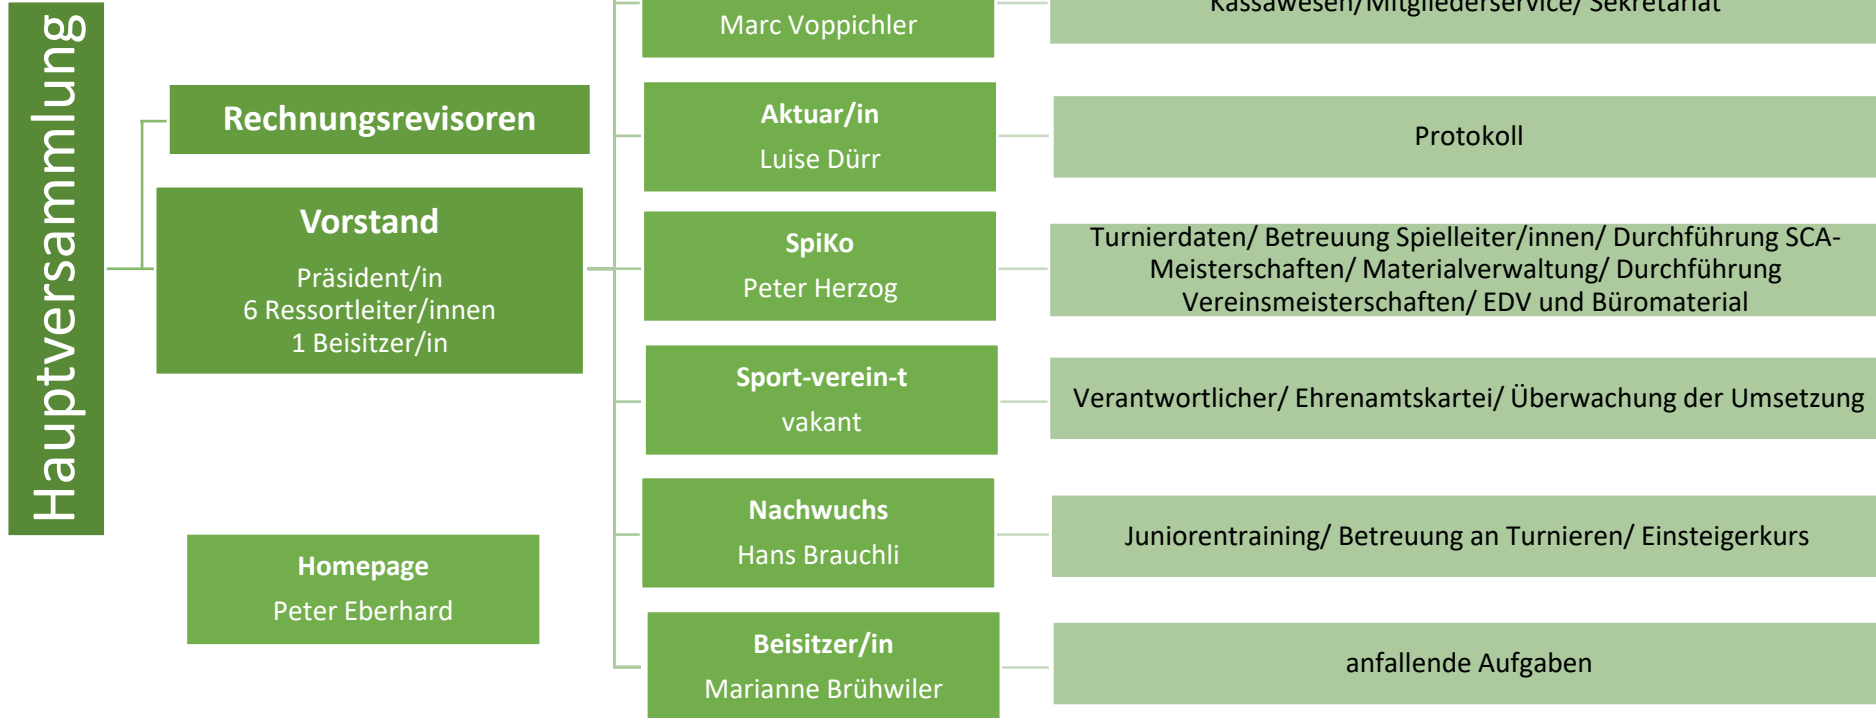 Hauptversammlung
Rechnungsrevisoren
Vorstand
Präsident/in
6 Ressortleiter/innen
1 Beisitzer/in
Homepage
Peter Eberhard
Marc Voppichler
Kassawesen/Mitgliederservice/ Sekretariat
Aktuar/in
Luise Dürr
Protokoll
SpiKo
Peter Herzog
Turnierdaten/ Betreuung Spielleiter/innen/ Durchführung SCA-
Meisterschaften/ Materialverwaltung/ Durchführung
Vereinsmeisterschaften/ EDV und Büromaterial
Sport-verein-t
vakant
Verantwortlicher/ Ehrenamtskartei/ Überwachung der Umsetzung
Nachwuchs
Hans Brauchli
Juniorentraining/ Betreuung an Turnieren/ Einsteigerkurs
Beisitzer/in
Marianne Brühwiler
anfallende Aufgaben